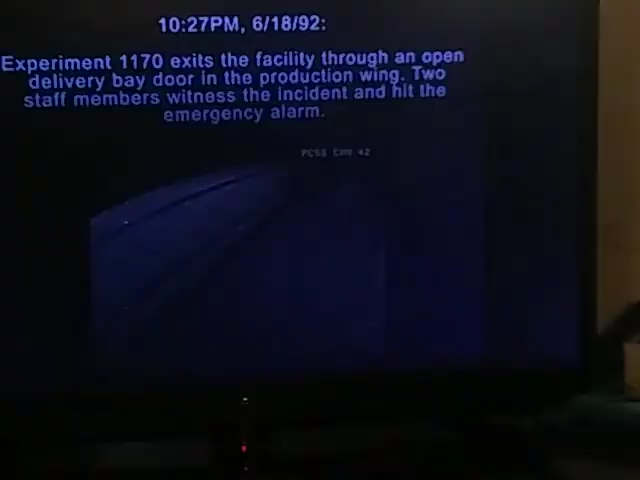 10:27PM, 6/18/92:
Experiment 1170 exits the facility through an open
delivery bay door in the production wing. Two
staff members witness the incident and hit the
emergency alarm.